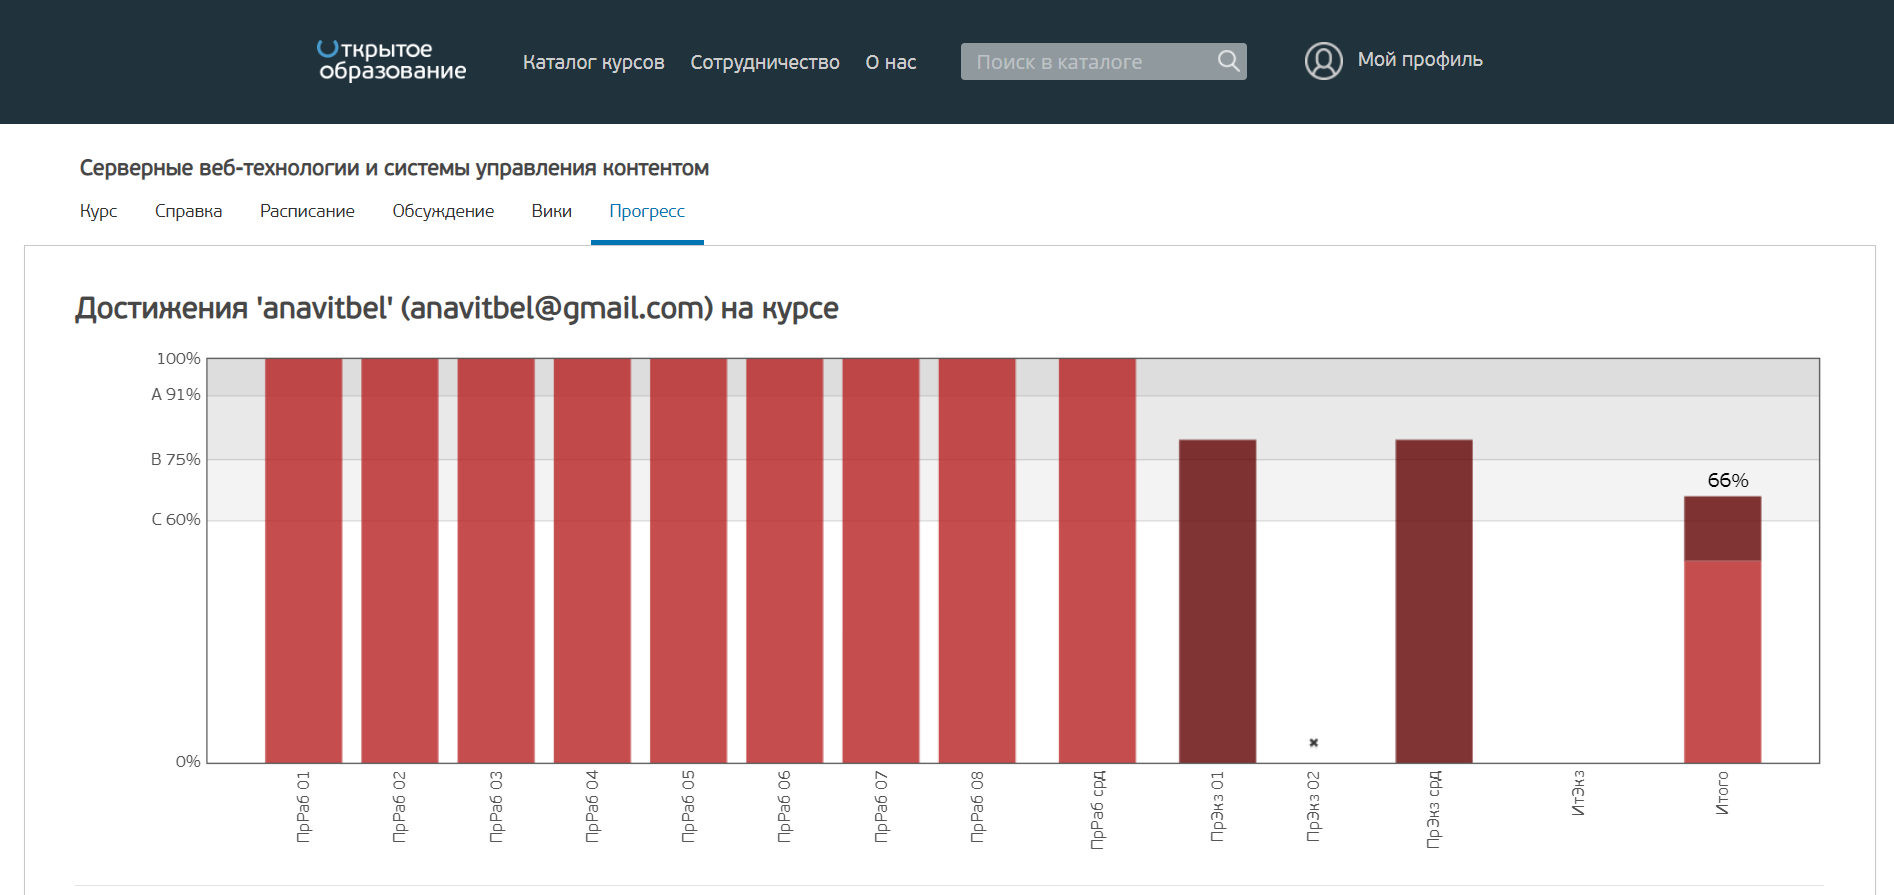 Открытое
образование
Каталог курсов
Сотрудничество
О нас
Поиск в каталоге
Мой профиль
Серверные веб-технологии и системы управления контентом
Курс
Справка
Расписание
Обсуждение
Вики
Прогресс
Достижения 'anavitbel' (anavitbel@gmail.com) на курсе
100%
A 91%
B 75%
C 60%
0%
66%
ПрРаб 01
ПрРаб 02
ПрРаб 03
ПрРаб 04
ПрРаб 05
ПрРаб 06
ПрРаб 07
ПрРаб 08
ПрРаб срд
ПрЭкз 01
ПрЭкз 02
ПрЭкз срд
ИтЭкз
Итого